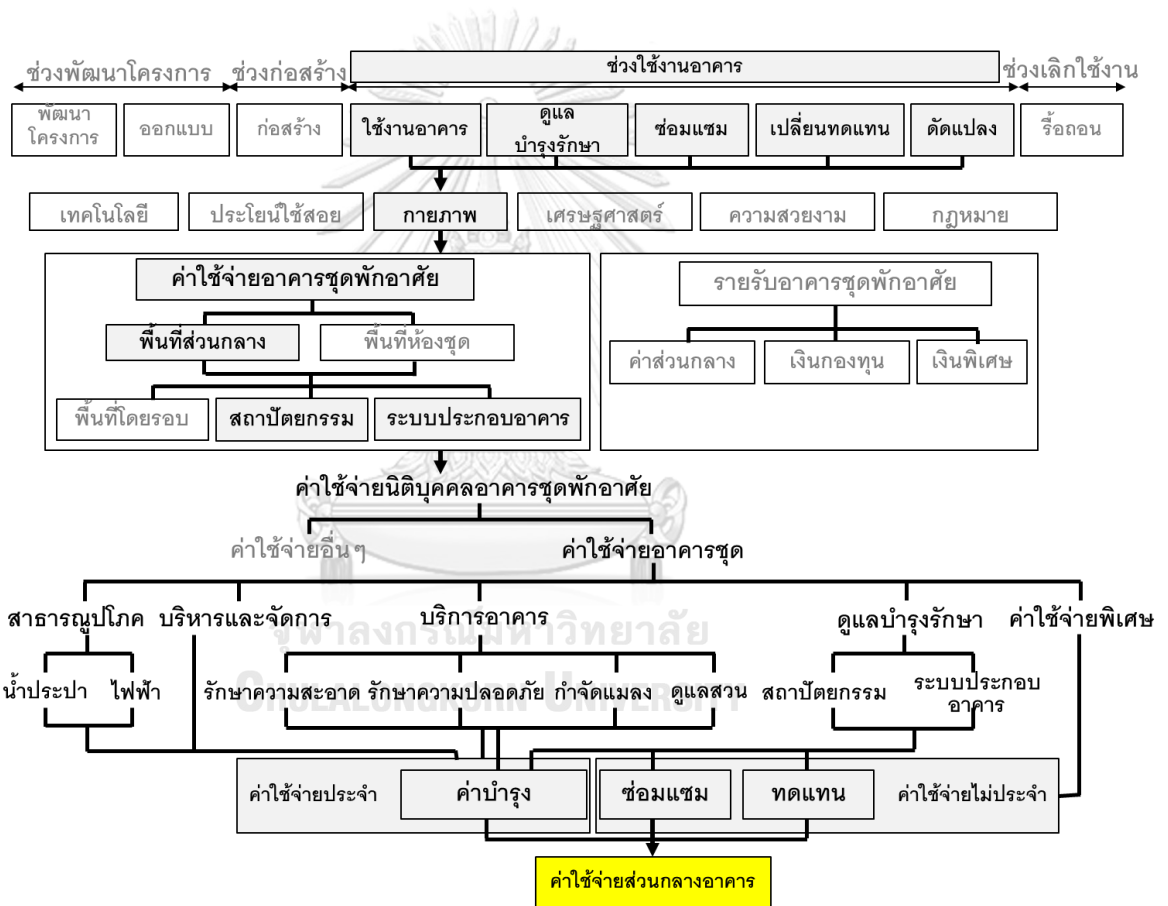 ช่วงพัฒนาโครงการ ช่วงก่อสร้าง ช่วงใช้งานอาคาร ช่วงเลิกใช้งาน
พัฒนา
โครงการ
ออกแบบ
ก่อสร้าง
ใช้งานอาคาร
ดูแล
บำรุงรักษา
ซ่อมแซม
เปลี่ยนทดแทน
ดัดแปลง
รื้อถอน
เทคโนโลยี
ประโยน์ใช้สอย
กายภาพ
เศรษฐศาสตร์
ความสวยงาม
กฎหมาย
ค่าใช้จ่ายอาคารชุดพักอาศัย
พื้นที่ส่วนกลาง
พื้นที่ห้องชุด
พื้นที่โดยรอบ
สถาปัตยกรรม
ระบบประกอบอาคาร
รายรับอาคารชุดพักอาศัย
ค่าส่วนกลาง
เงินกองทุน
เงินพิเศษ
ค่าใช้จ่ายนิติบุคคลอาคารชุดพักอาศัย
ค่าใช้จ่ายอื่นๆ
ค่าใช้จ่ายอาคารชุด
สาธารณูปโภค
บริหารและจัดการ
บริการอาคาร
ดูแลบำรุงรักษา
ค่าใช้จ่ายพิเศษ
จุฬาลงกรณ์มหาวิทยาลัย
น้ำประปา
ไฟฟ้า
รักษาความสะอาด
รักษาความปลอดภัย
กำจัดแมลง
ดูแลสวน
สถาปัตยกรรม
ระบบประกอบ
อาคาร
CHULALONGKORN UNIVERSITY
ค่าใช้จ่ายประจำ
ค่าบำรุง
ซ่อมแซม
ทดแทน
ค่าใช้จ่ายไม่ประจำ
ค่าใช้จ่ายส่วนกลางอาคาร